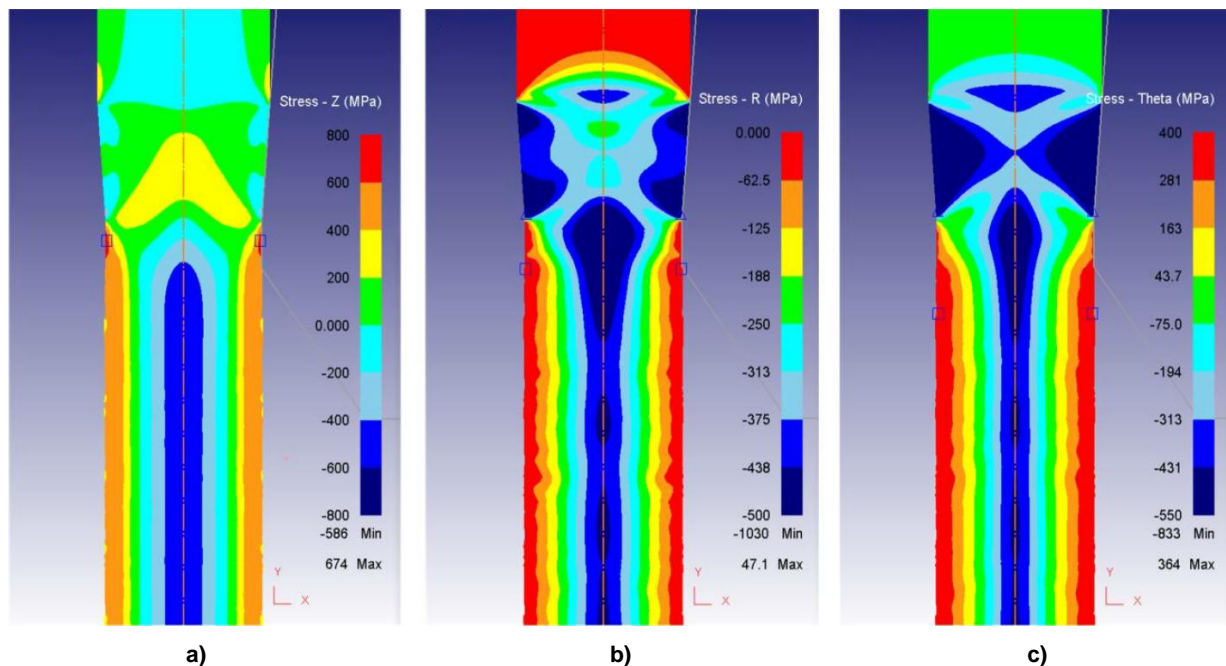 Stress - Z (MPa)
800
600
400
200
0.000
-200
-400
-600
-800
-586 Min
674 Max
Y
X
a)
Stress - R (MPa)
0.000
-62.5
-125
-188
-250
-313
-375
-438
-500
-1030 Min
47.1 Max
Y
X
b)
Stress - Theta (MPa)
400
281
163
43.7
-75.0
-194
-313
-431
-550
-833 Min
364 Max
Y
X
c)